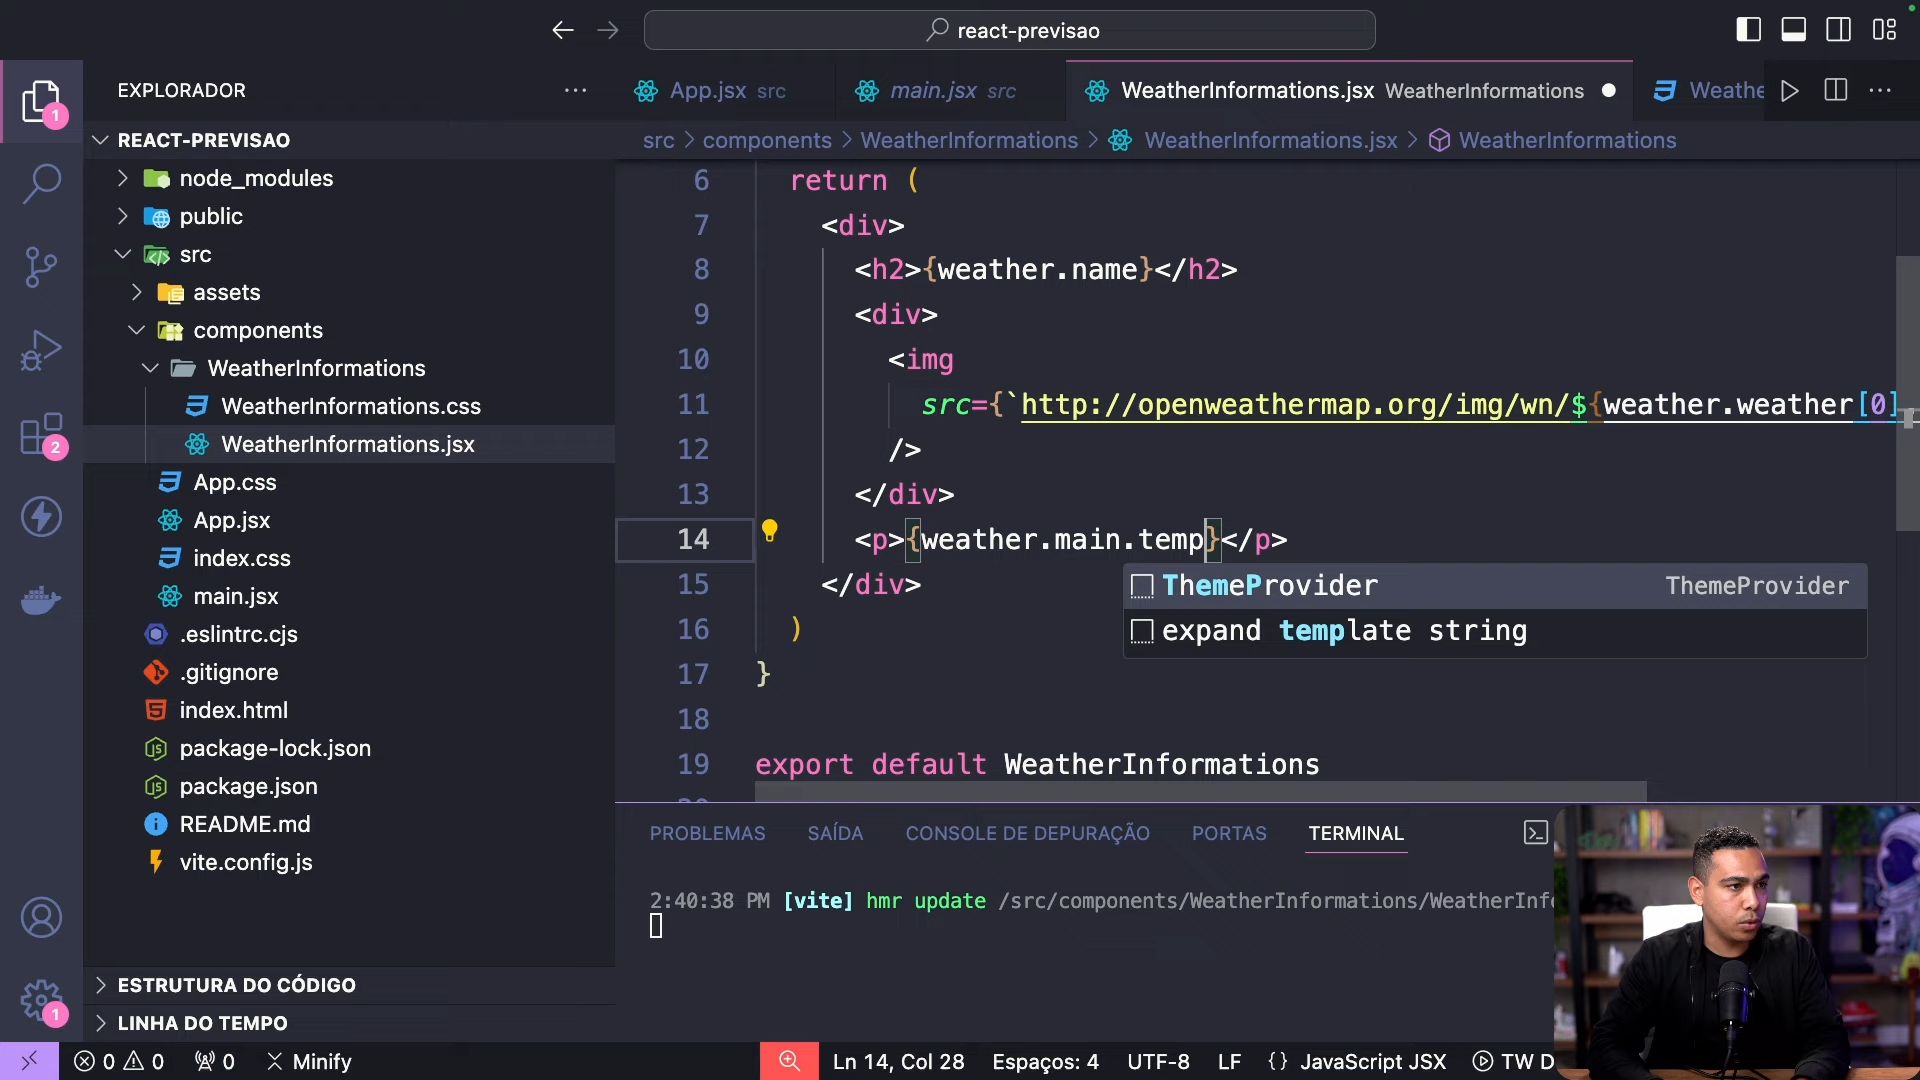 react-previsao
EXPLORADOR
App.jsx src
main.jsx src
WeatherInformations.jsx WeatherInformations
Weathe
src > components > WeatherInformations > WeatherInformations.jsx > WeatherInformations
REACT-PREVISAO
node_modules
public
src
assets
components
WeatherInformations
WeatherInformations.css
WeatherInformations.jsx
App.css
App.jsx
index.css
main.jsx
.eslintrc.cjs
.gitignore
index.html
package-lock.json
package.json
README.md
vite.config.js
ESTRUTURA DO CÓDIGO
LINHA DO TEMPO
1
2
1
6 return (
7 <div>
8 <h2>{weather.name}</h2>
9 <div>
10 <img
11 src={`http://openweathermap.org/img/wn/${weather.weather[0]
12 />
13 </div>
14 <p>{weather.main.temp}</p>
15 </div>
16 )
17 }
18
19 export default WeatherInformations
ThemeProvider ThemeProvider
expand template string
PROBLEMAS SAÍDA CONSOLE DE DEPURAÇÃO PORTAS TERMINAL
2:40:38 PM [vite] hmr update /src/components/WeatherInformations/WeatherInfo
0 0 0 Minify Ln 14, Col 28 Espaços: 4 UTF-8 LF {} JavaScript JSX TW D